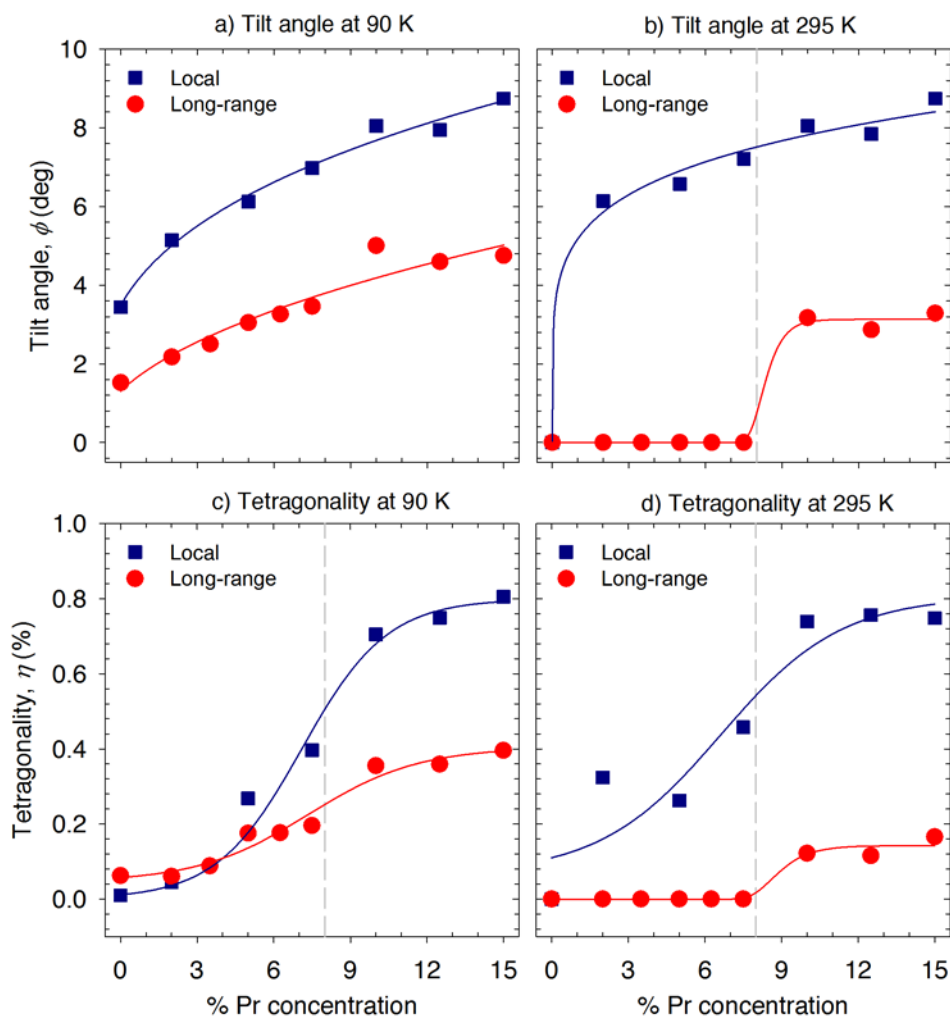 a) Tilt angle at 90 K
b) Tilt angle at 295 K
10
8
6
4
2
0
Tilt angle, ϕ (deg)
Local
Long-range
Local
Long-range
c) Tetragonality at 90 K
d) Tetragonality at 295 K
1.0
0.8
0.6
0.4
0.2
0.0
Tetragonality, η (%)
Local
Long-range
Local
Long-range
0 3 6 9 12 15
0 3 6 9 12 15
% Pr concentration
% Pr concentration